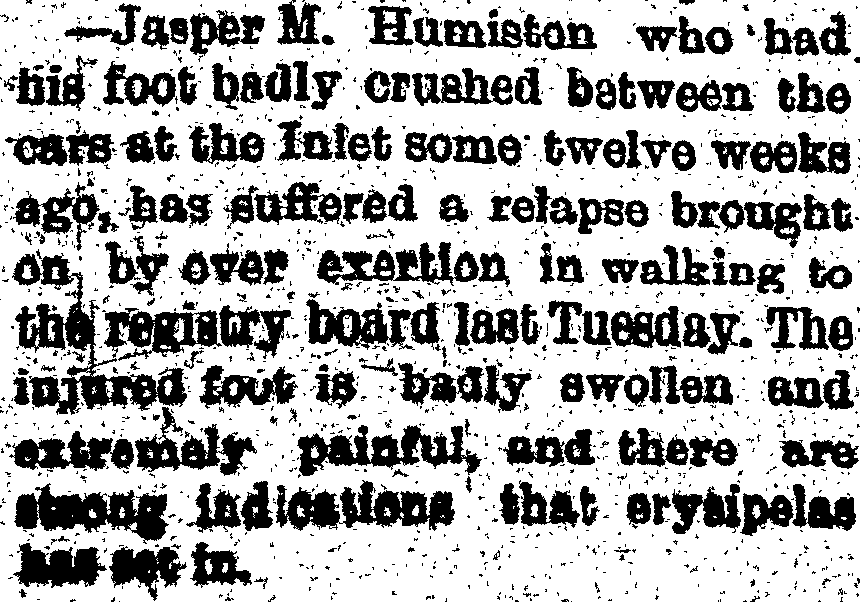 —Jasper M. Humiston who had
his foot badly crushed between the
cars at the Inlet some twelve weeks
ago, has suffered a relapse brought
on by over exertion in walking to
the registry board last Tuesday. The
injured foot is badly swollen and
extremely painful, and there are
strong indications that erysipelas
has set in.